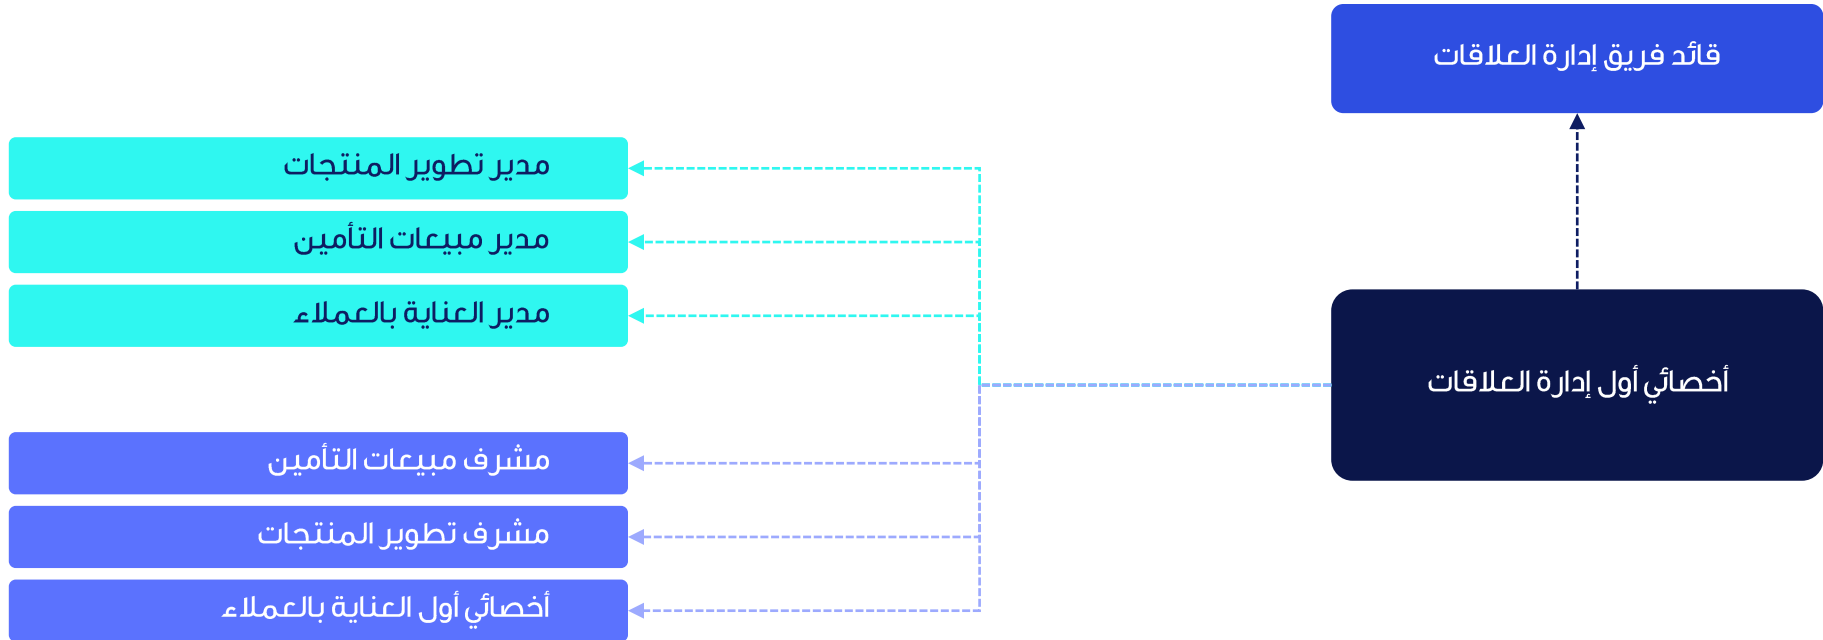 قائد فريق إدارة العلاقات
أخصائي أول إدارة العلاقات
مدير تطوير المنتجات
مدير مبيعات التأمين
مدير العناية بالعملاء
مشرف مبيعات التأمين
مشرف تطوير المنتجات
أخصائي أول العناية بالعملاء